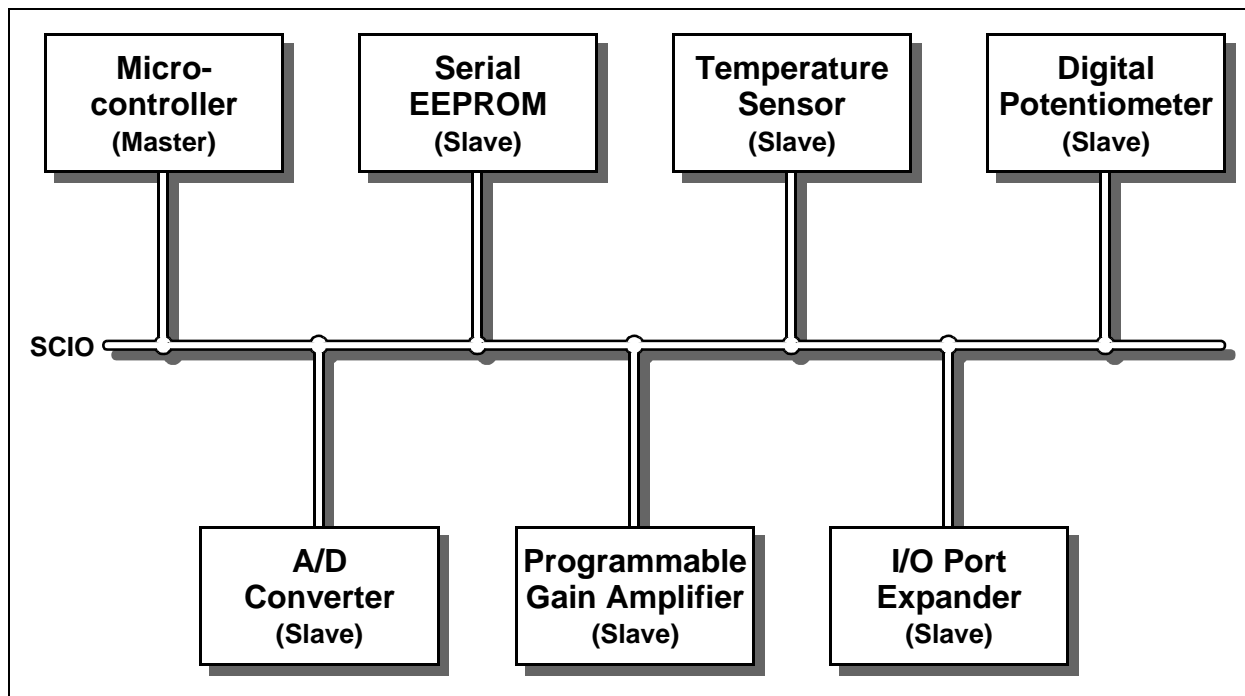 Micro-
controller
(Master)
Serial
EEPROM
(Slave)
Temperature
Sensor
(Slave)
Digital
Potentiometer
(Slave)
SCIO
A/D
Converter
(Slave)
Programmable
Gain Amplifier
(Slave)
I/O Port
Expander
(Slave)